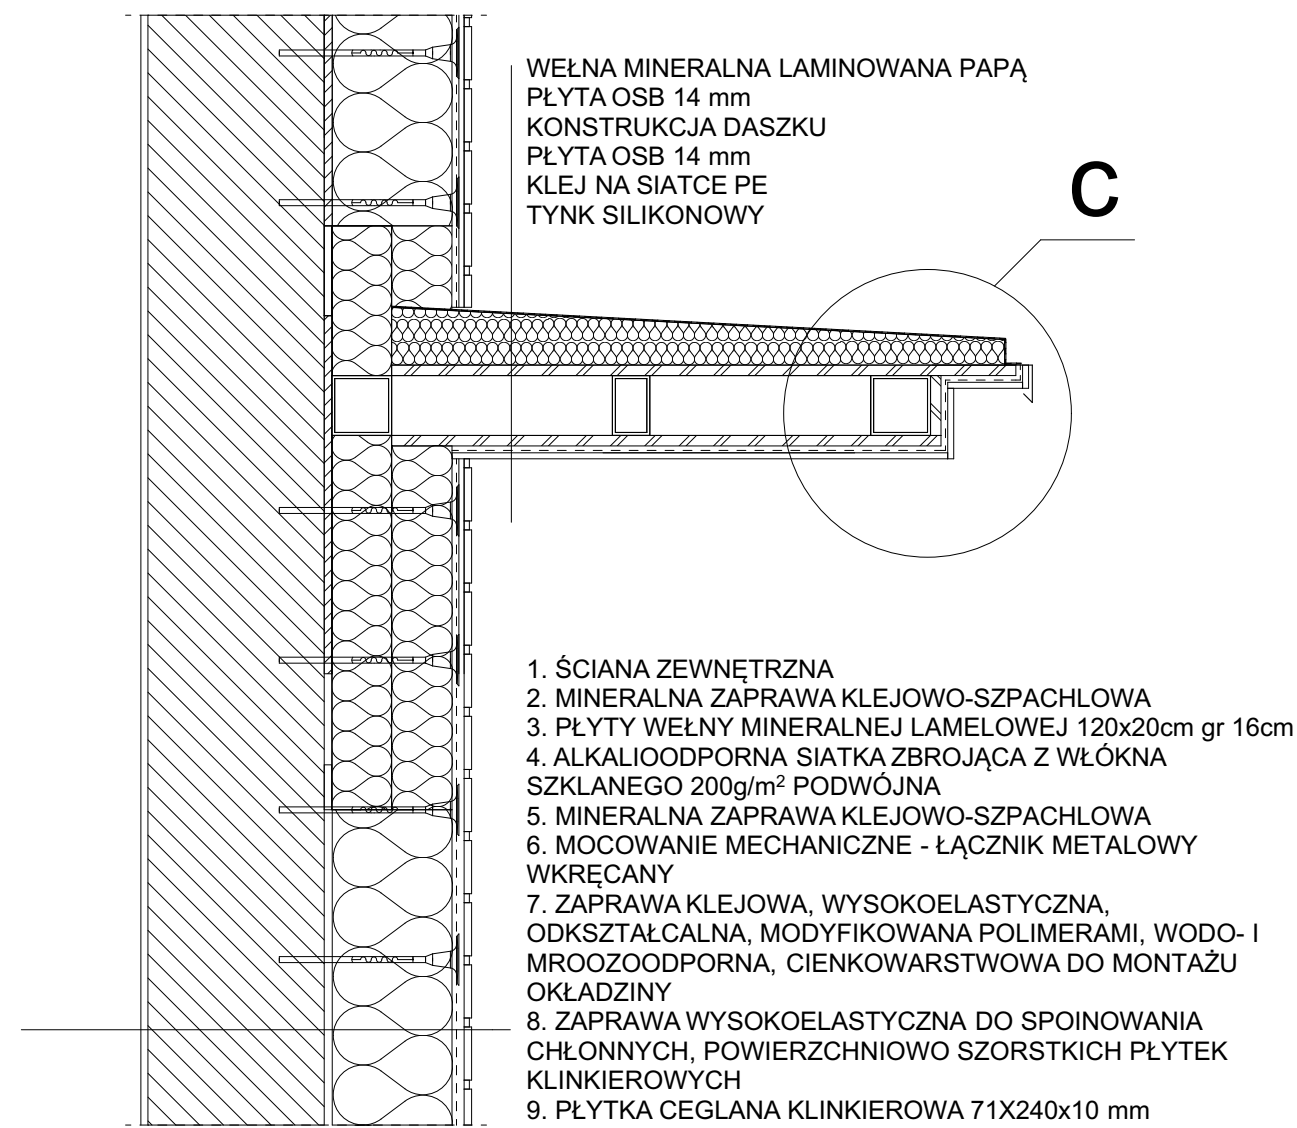 WEŁNA MINERALNA LAMINOWANA PAPĄ
PŁYTA OSB 14 mm
KONSTRUKCJA DASZKU
PŁYTA OSB 14 mm
KLEJ NA SIATCE PE
TYNK SILIKONOWY
C
1. ŚCIANA ZEWNĘTRZNA
2. MINERALNA ZAPRAWA KLEJOWO-SZPACHLOWA
3. PŁYTY WEŁNY MINERALNEJ LAMELOWEJ 120x20cm gr 16cm
4. ALKALIOODPORNA SIATKA ZBROJĄCA Z WŁÓKNA
SZKLANEGO 200g/m² PODWÓJNA
5. MINERALNA ZAPRAWA KLEJOWO-SZPACHLOWA
6. MOCOWANIE MECHANICZNE - ŁĄCZNIK METALOWY
WKRĘCANY
7. ZAPRAWA KLEJOWA, WYSOKOELASTYCZNA,
ODKSZTAŁCALNA, MODYFIKOWANA POLIMERAMI, WODO- I
MROOZOODPORNA, CIENKOWARSTWOWA DO MONTAŻU
OKŁADZINY
8. ZAPRAWA WYSOKOELASTYCZNA DO SPOINOWANIA
CHŁONNYCH, POWIERZCHNIOWO SZORSTKICH PŁYTEK
KLINKIEROWYCH
9. PŁYTKA CEGLANA KLINKIEROWA 71X240x10 mm